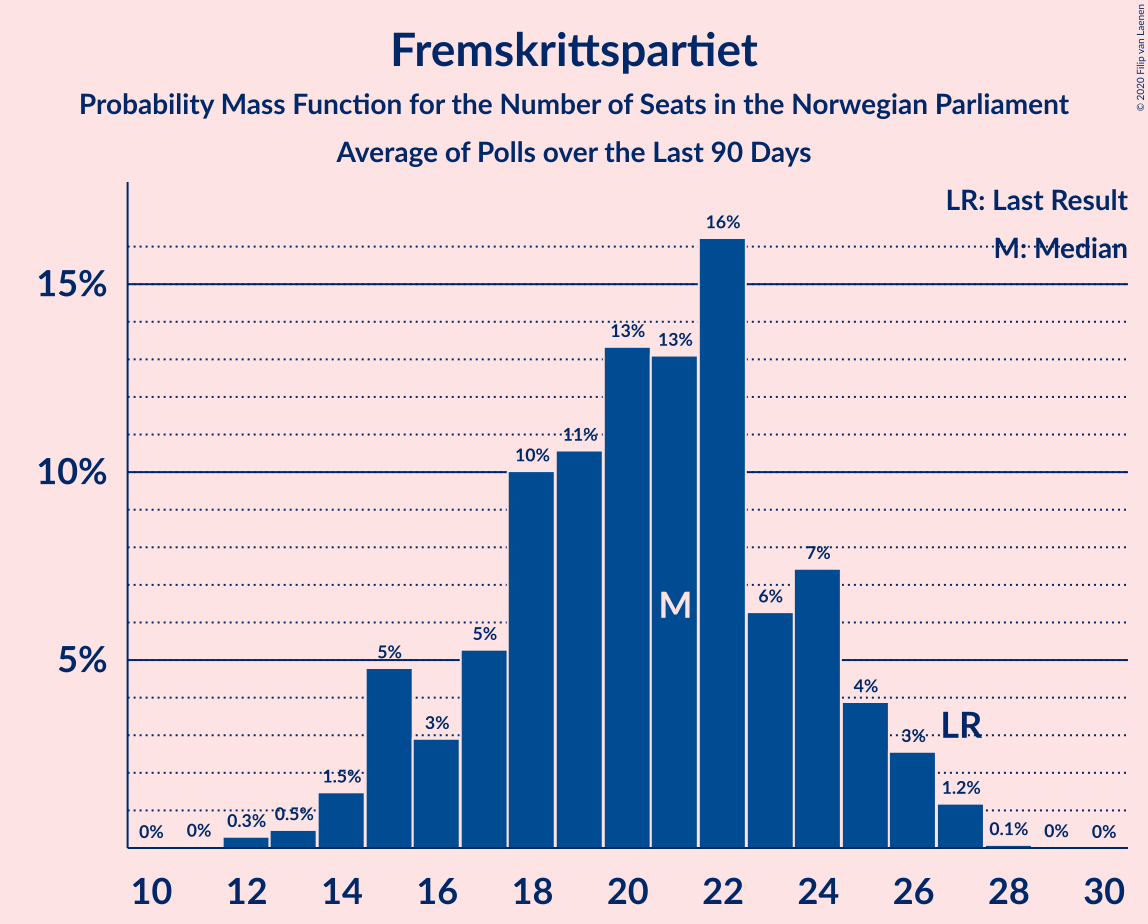 Fremskrittspartiet
Probability Mass Function for the Number of Seats in the Norwegian Parliament
Average of Polls over the Last 90 Days
© 2020 Filip van Laenen
LR: Last Result
M: Median
15%
10%
5%
0%
0%
0.3%
0.5%
1.5%
5%
3%
5%
10%
11%
13%
13%
16%
6%
7%
4%
3%
1.2%
0.1%
0%
0%
M
LR
10 12 14 16 18 20 22 24 26 28 30